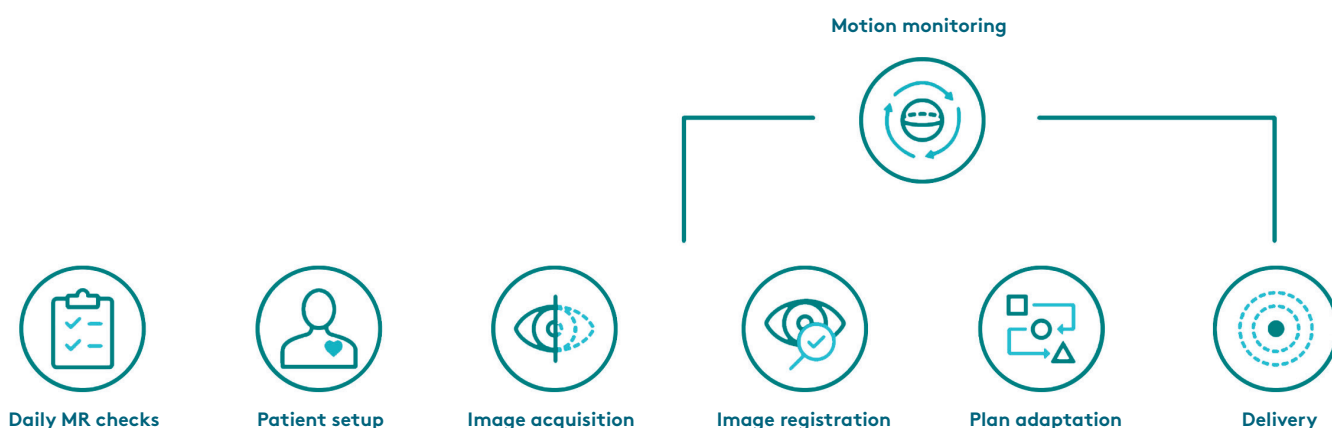 Motion monitoring
Daily MR checks
Patient setup
Image acquisition
Image registration
Plan adaptation
Delivery